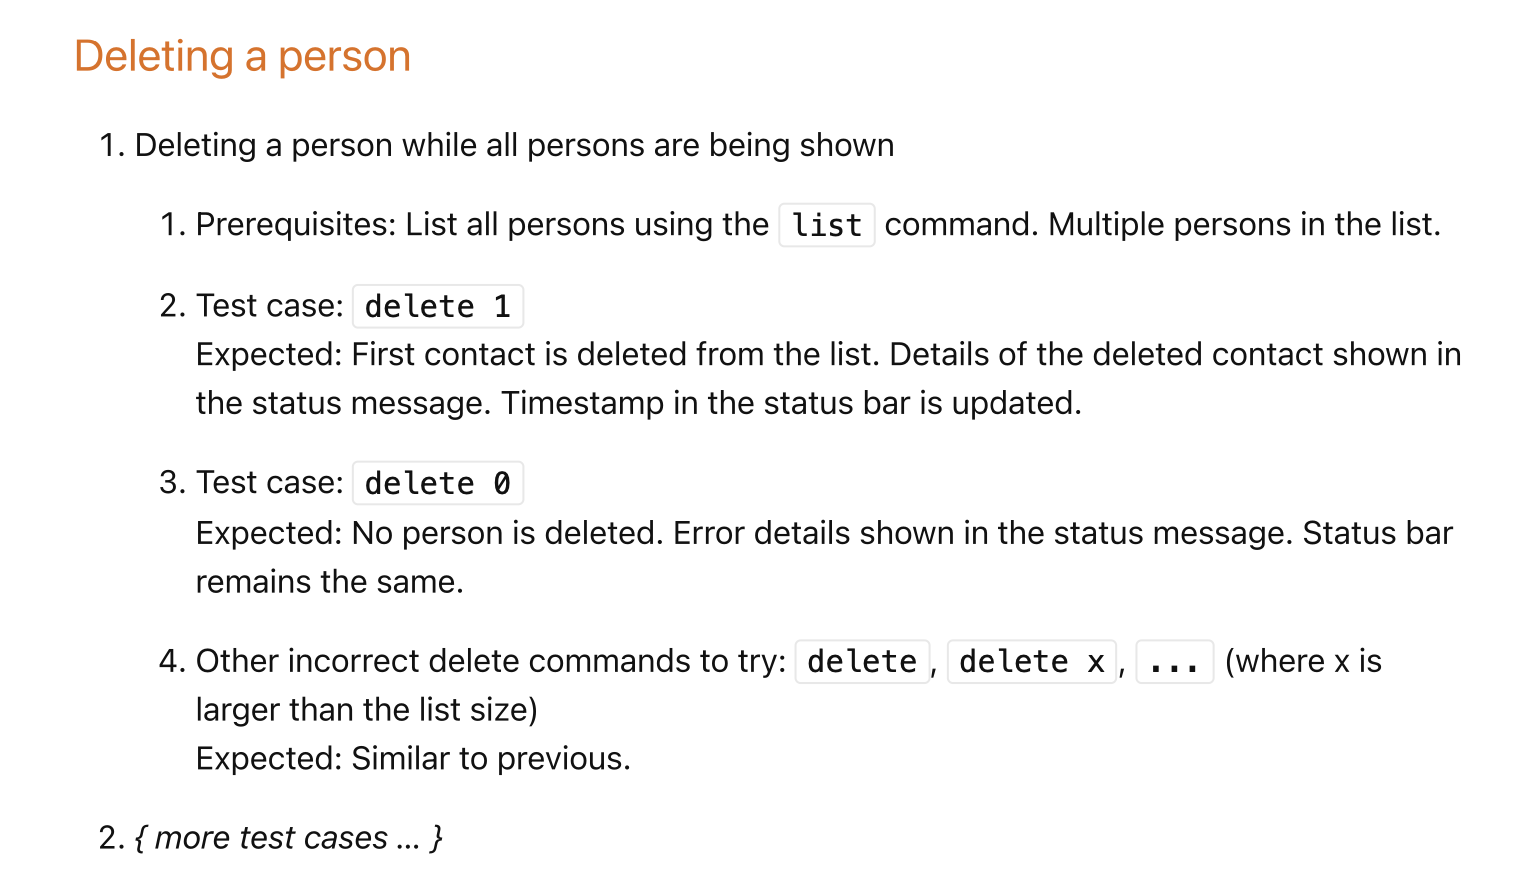 Deleting a person
1. Deleting a person while all persons are being shown
1. Prerequisites: List all persons using the list command. Multiple persons in the list.
2. Test case: delete 1
Expected: First contact is deleted from the list. Details of the deleted contact shown in
the status message. Timestamp in the status bar is updated.
3. Test case: delete 0
Expected: No person is deleted. Error details shown in the status message. Status bar
remains the same.
4. Other incorrect delete commands to try: delete, delete x, ... (where x is
larger than the list size)
Expected: Similar to previous.
2. { more test cases … }